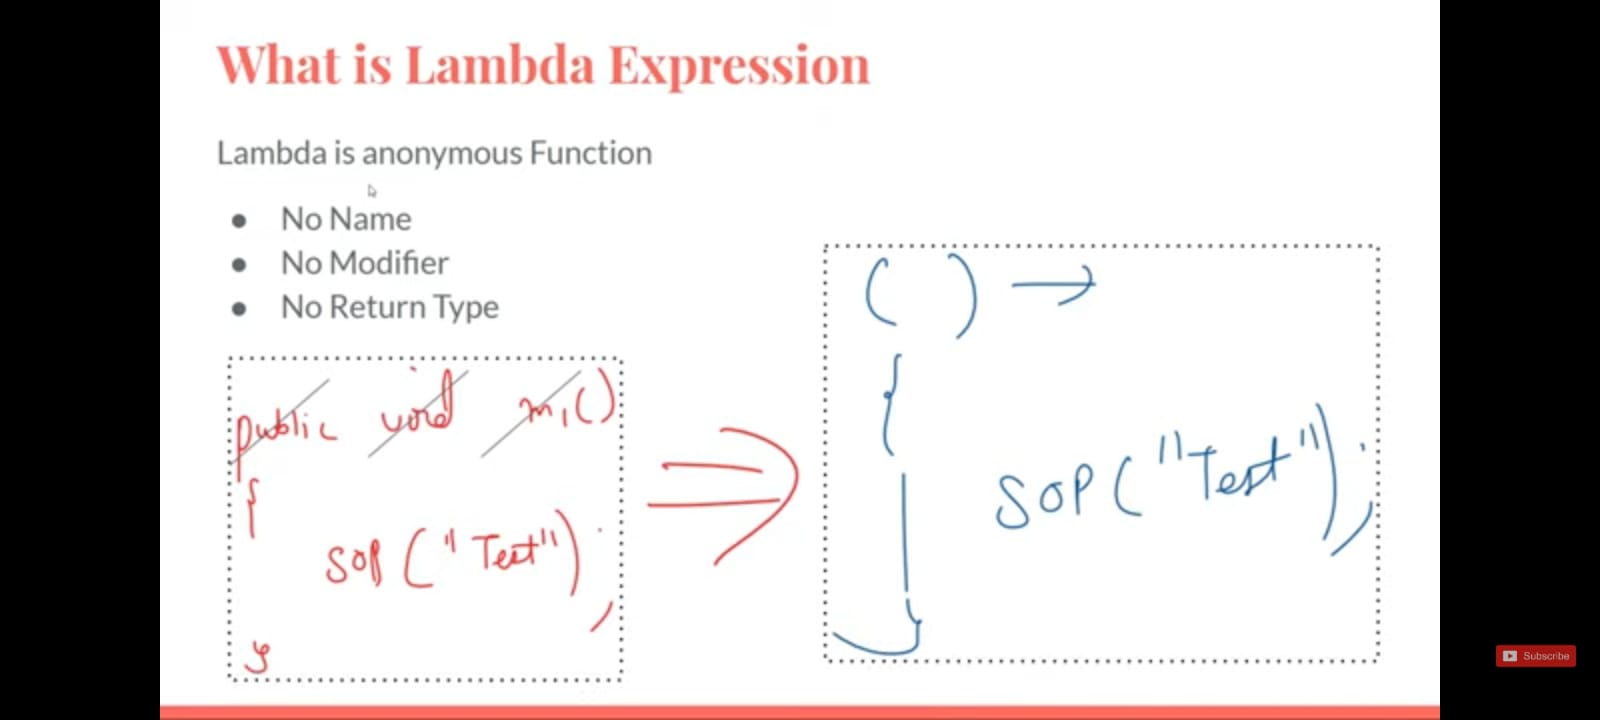 What is Lambda Expression
Lambda is anonymous Function
● No Name
● No Modifier
● No Return Type
public void m1()
{
SOP ("Test");
}
( ) →
{
SOP ("Test");
}
Subscribe